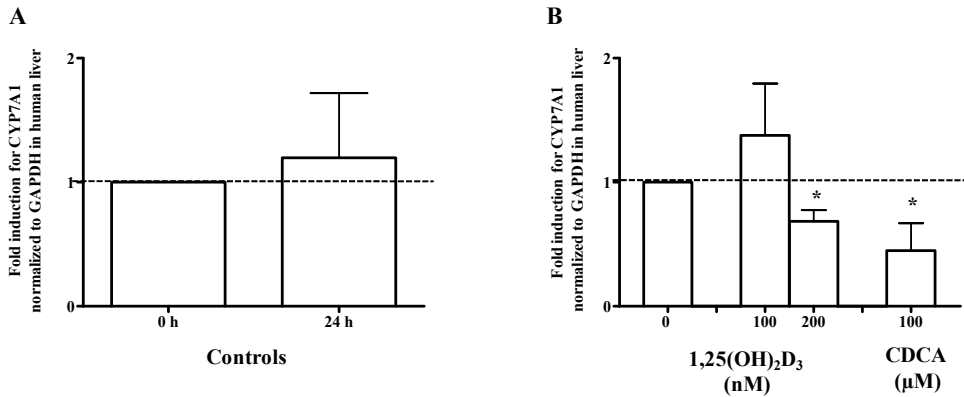 A
Fold induction for CYP7A1
normalized to GAPDH in human liver
2
1
0
0 h
24 h
Controls
B
Fold induction for CYP7A1
normalized to GAPDH in human liver
2
1
0
*
*
0
100
200
100
1,25(OH)₂D₃
(nM)
CDCA
(µM)